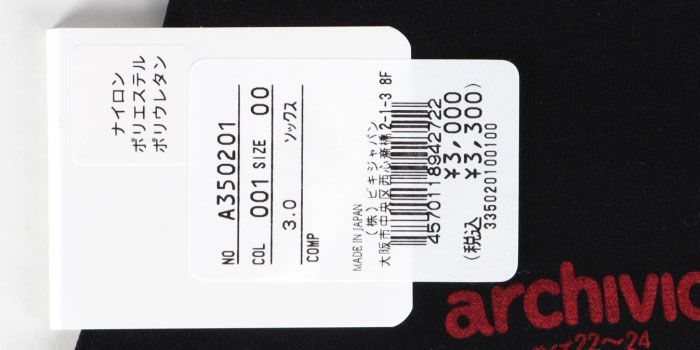 ナイロン
ポリエステル
ポリウレタン
NO A350201
COL 001 SIZE 00
3.0 ソックス
COMP
MADE IN JAPAN
(株)ビギジャパン
大阪市中央区西心斎橋2-1-3 8F
4570118942722
¥3,000
(税込 ¥3,300)
335020100100
archivio
22〜24